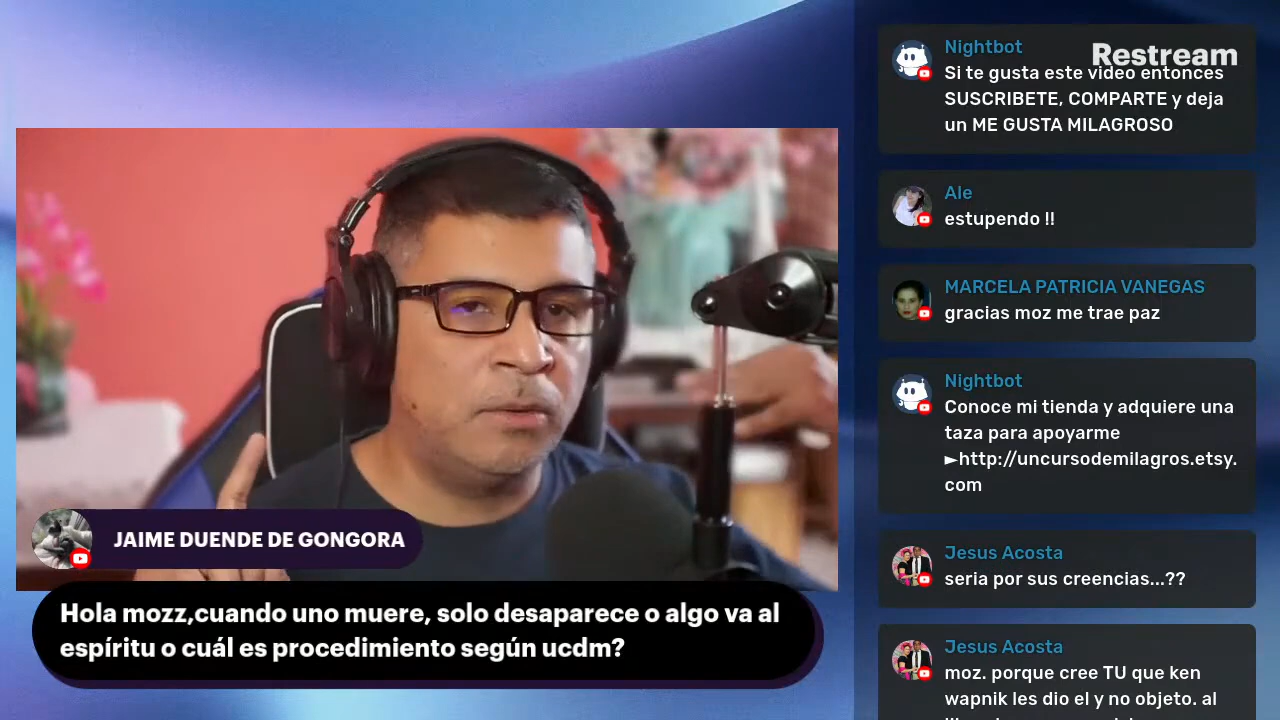 Restream
Nightbot
Si te gusta este video entonces
SUSCRIBETE, COMPARTE y deja
un ME GUSTA MILAGROSO
Ale
estupendo !!
MARCELA PATRICIA VANEGAS
gracias moz me trae paz
Nightbot
Conoce mi tienda y adquiere una
taza para apoyarme
►http://uncursodemilagros.etsy.
com
Jesus Acosta
seria por sus creencias...??
Jesus Acosta
moz. porque cree TU que ken
wapnik les dio el y no objeto. al
JAIME DUENDE DE GONGORA
Hola mozz,cuando uno muere, solo desaparece o algo va al
espíritu o cuál es procedimiento según ucdm?